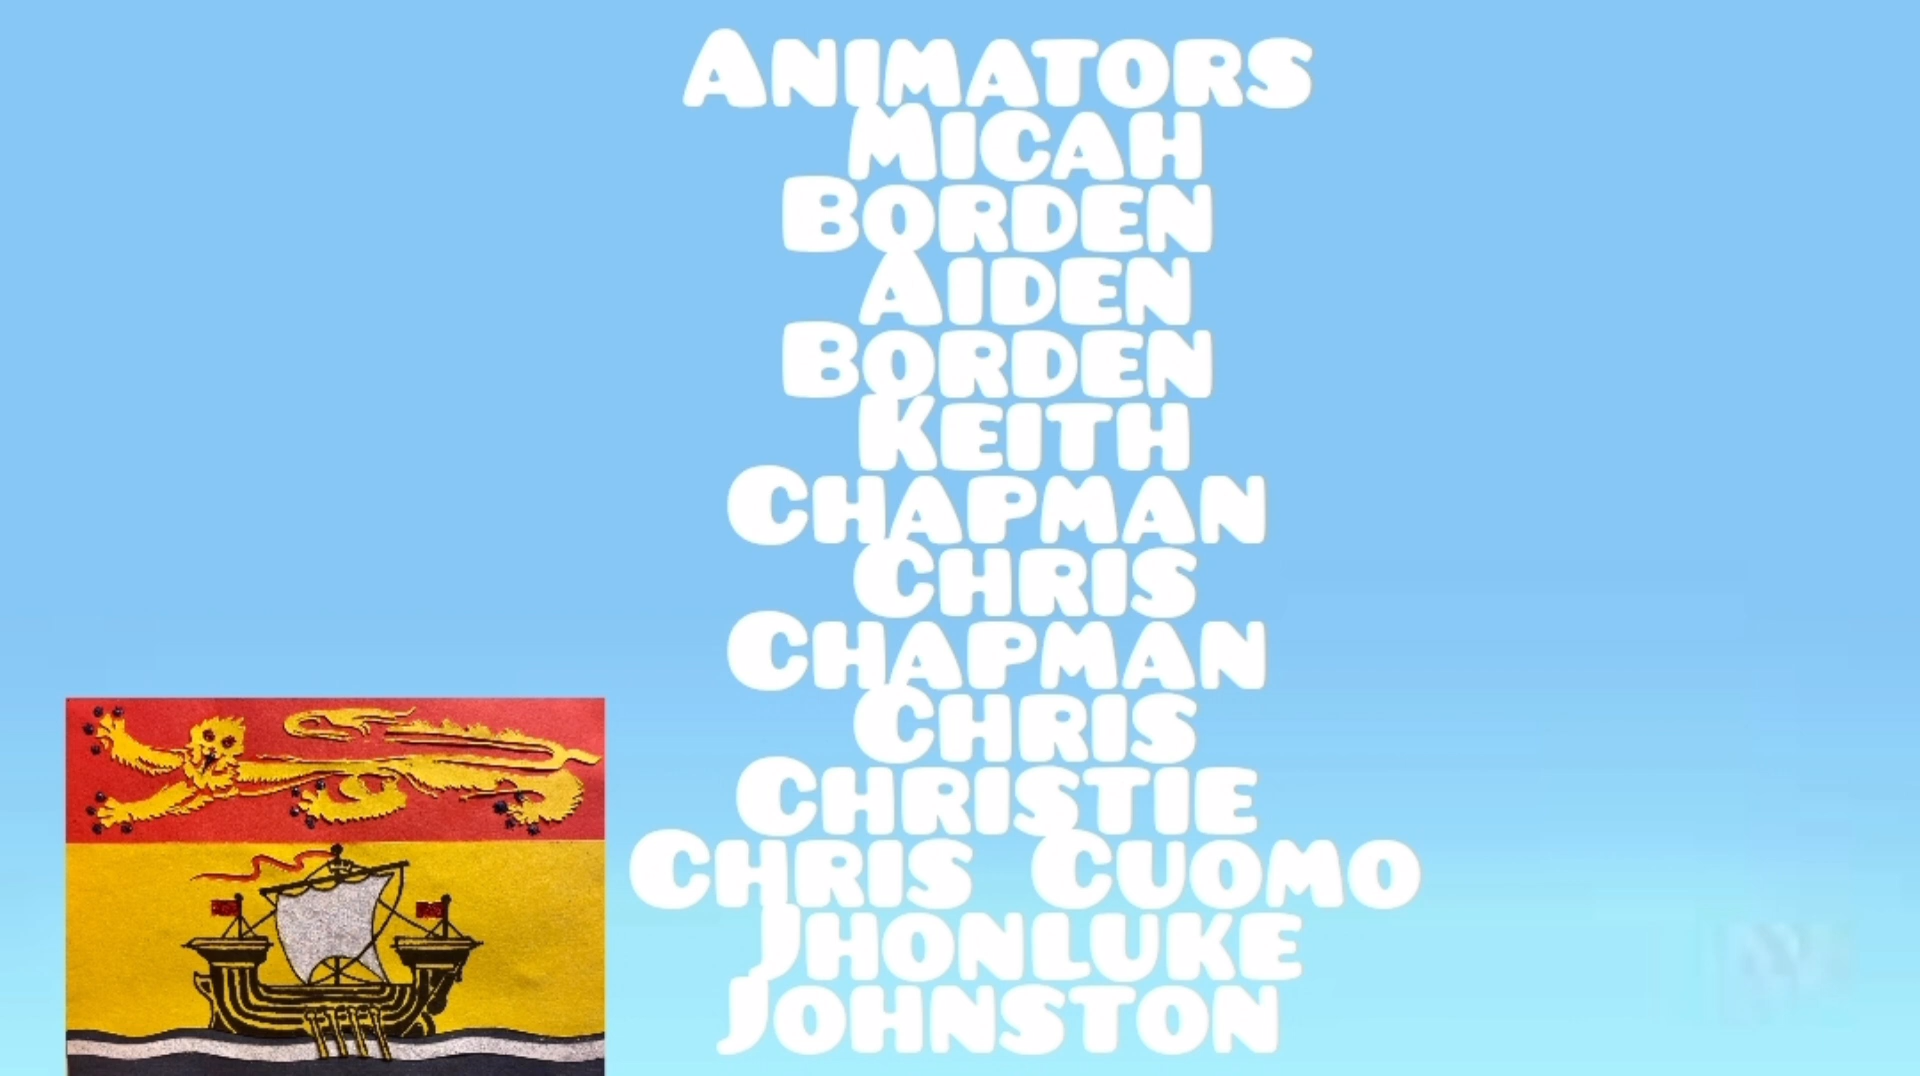 Animators
Micah
Borden
Aiden
Borden
Keith
Chapman
Chris
Chapman
Chris
Christie
Chris Cuomo
Jhonluke
Johnston